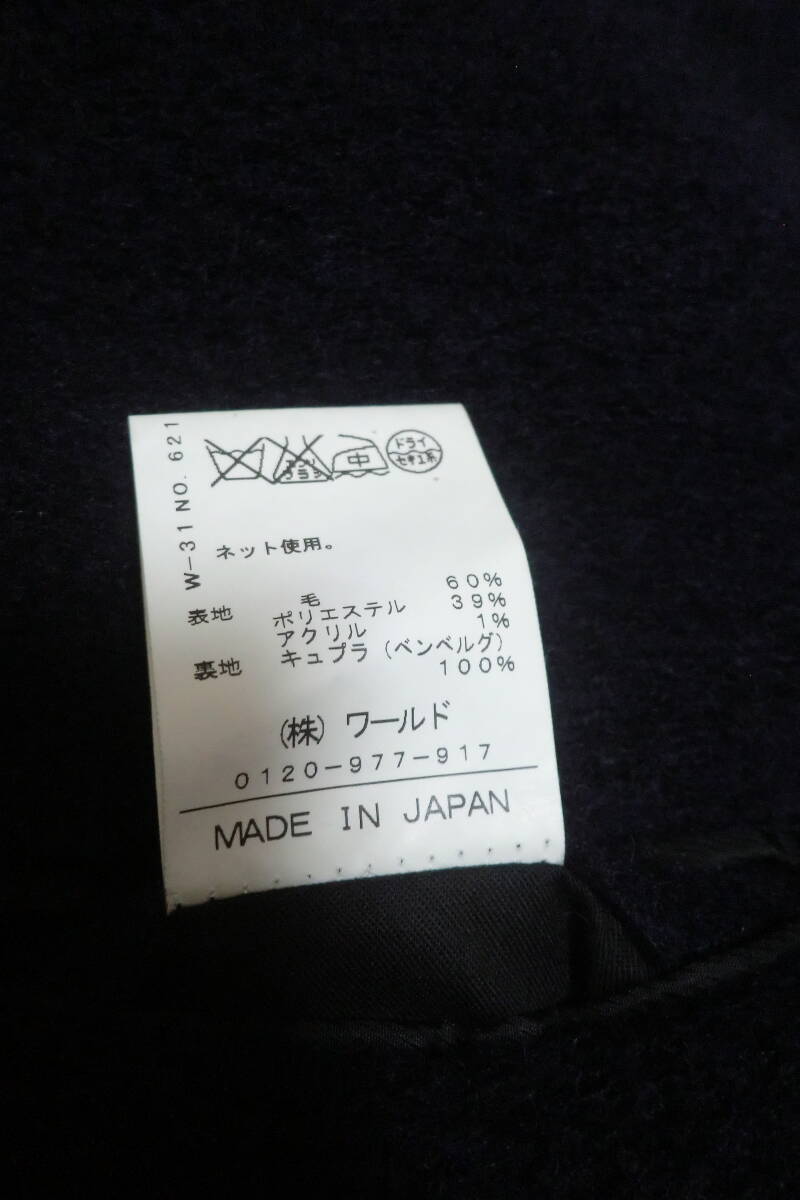 W-31 NO. 621
中
ドライ
セキユ系
ネット使用。
表地 毛 60%
ポリエステル 39%
アクリル 1%
裏地 キュプラ(ベンベルグ)
100%
(株)ワールド
0120-977-917
MADE IN JAPAN